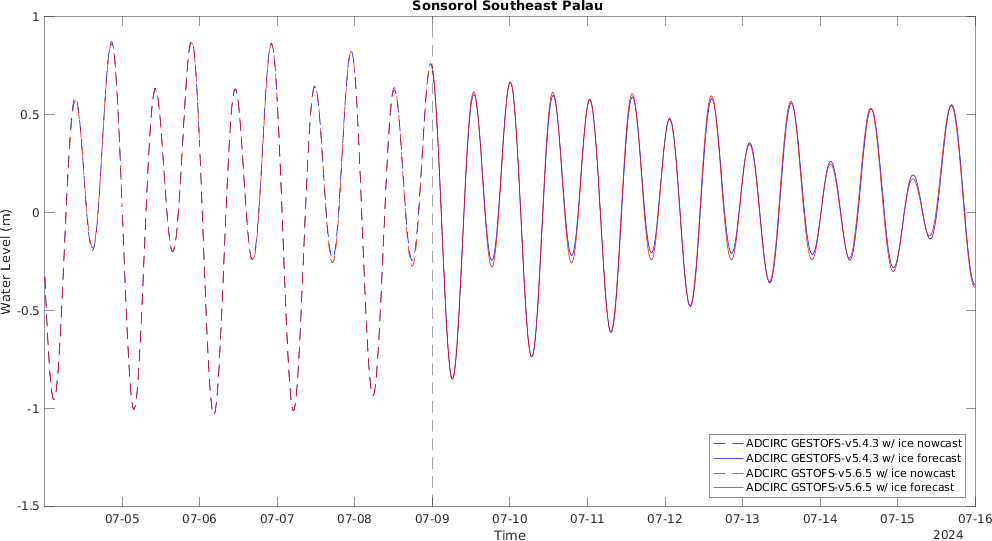 Sonsorol Southeast Palau
1
0.5
0
-0.5
-1
-1.5
Water Level (m)
ADCIRC GESTOFS-v5.4.3 w/ ice nowcast
ADCIRC GESTOFS-v5.4.3 w/ ice forecast
ADCIRC GSTOFS-v5.6.5 w/ ice nowcast
ADCIRC GSTOFS-v5.6.5 w/ ice forecast
07-05 07-06 07-07 07-08 07-09 07-10 07-11 07-12 07-13 07-14 07-15 07-16
Time
2024